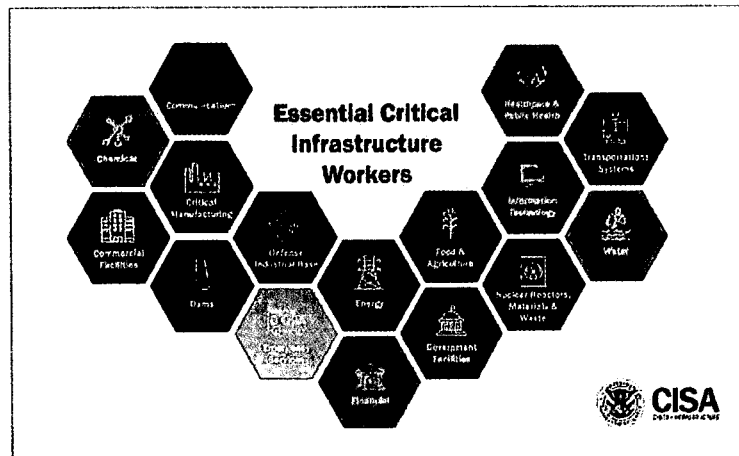 Essential Critical
Infrastructure
Workers
Communications
Healthcare &
Public Health
Chemical
Transportations
Systems
Critical
Manufacturing
Information
Technology
Commercial
Facilities
Defense
Industrial Base
Food &
Agriculture
Water
Dams
Energy
Nuclear Reactors,
Materials &
Waste
Government
Facilities
Financial
CISA